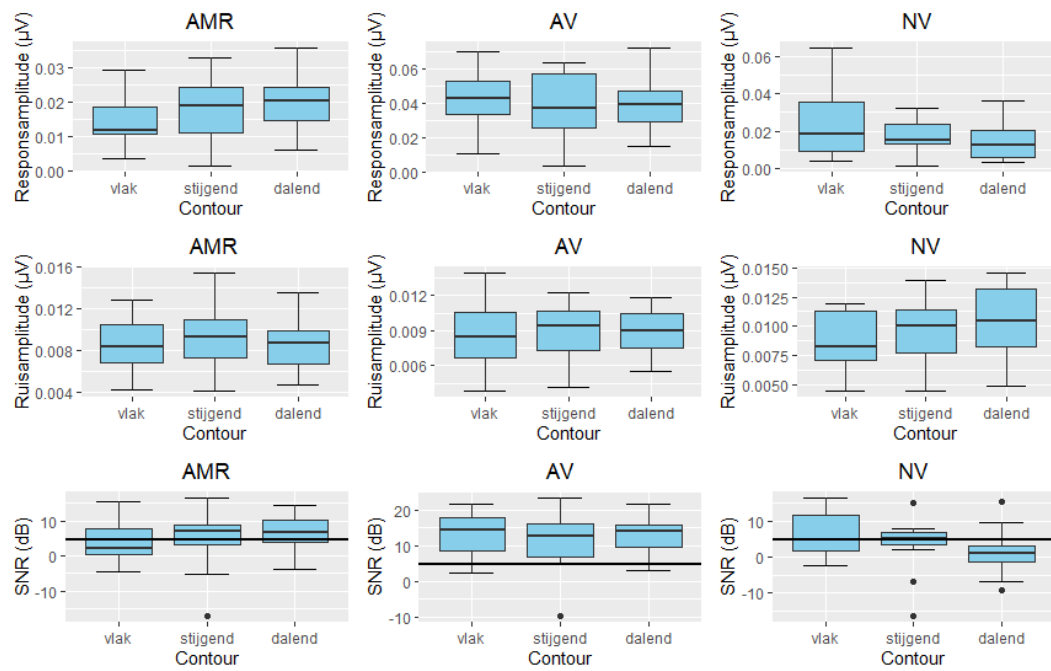 AMR
Responsamplitude (µV)
0.03
0.02
0.01
0.00
vlak stijgend dalend
Contour
AV
Responsamplitude (µV)
0.06
0.04
0.02
0.00
vlak stijgend dalend
Contour
NV
Responsamplitude (µV)
0.06
0.04
0.02
0.00
vlak stijgend dalend
Contour
AMR
Ruisamplitude (µV)
0.016
0.012
0.008
0.004
vlak stijgend dalend
Contour
AV
Ruisamplitude (µV)
0.012
0.009
0.006
vlak stijgend dalend
Contour
NV
Ruisamplitude (µV)
0.0150
0.0125
0.0100
0.0075
0.0050
vlak stijgend dalend
Contour
AMR
SNR (dB)
10
0
-10
vlak stijgend dalend
Contour
AV
SNR (dB)
20
10
0
-10
vlak stijgend dalend
Contour
NV
SNR (dB)
10
0
-10
vlak stijgend dalend
Contour